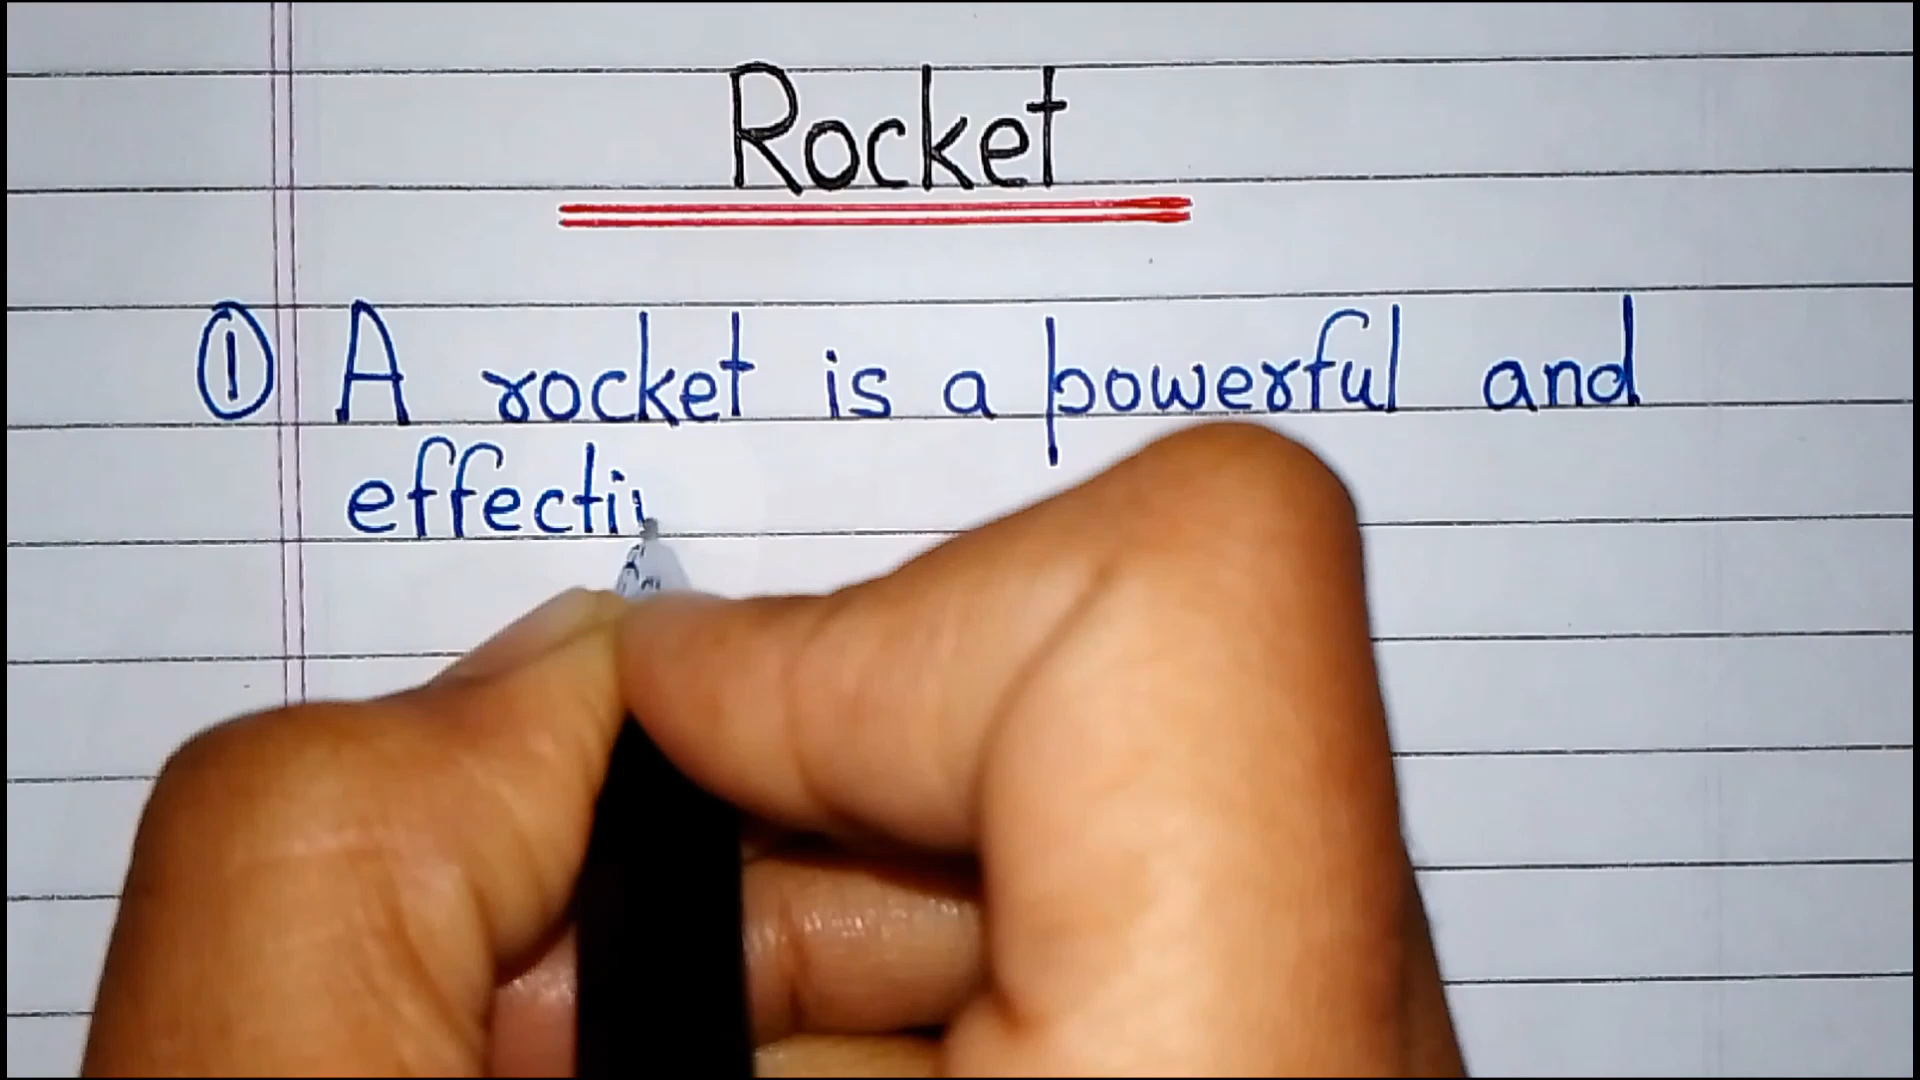 Rocket
① A rocket is a powerful and
effecti